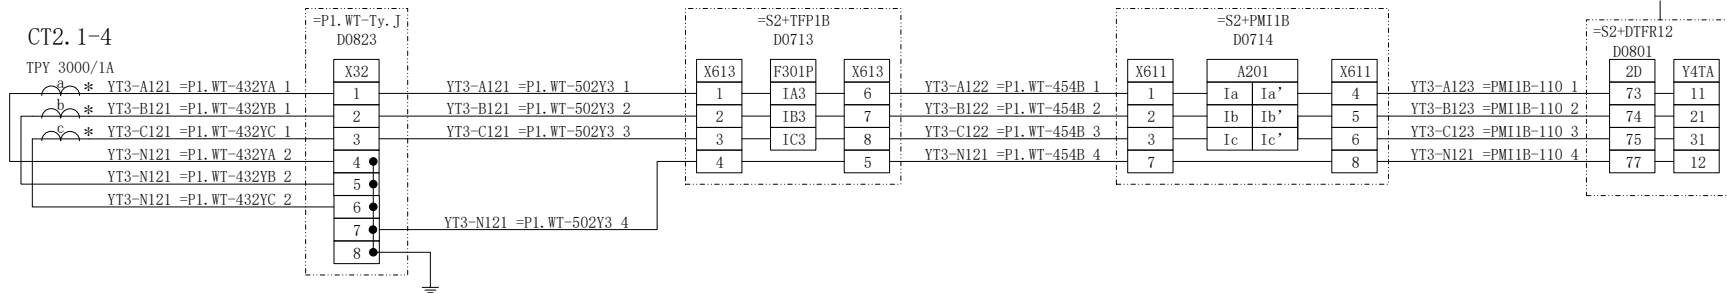 CT2.1-4
TPY 3000/1A
a * YT3-A121 =P1.WT-432YA 1
b * YT3-B121 =P1.WT-432YB 1
c * YT3-C121 =P1.WT-432YC 1
YT3-N121 =P1.WT-432YA 2
YT3-N121 =P1.WT-432YB 2
YT3-N121 =P1.WT-432YC 2
=P1.WT-Ty.J
D0823
X32
1
2
3
4
5
6
7
8
YT3-A121 =P1.WT-502Y3 1
YT3-B121 =P1.WT-502Y3 2
YT3-C121 =P1.WT-502Y3 3
YT3-N121 =P1.WT-502Y3 4
=S2+TFP1B
D0713
X613 F301P X613
1 IA3 6
2 IB3 7
3 IC3 8
4 5
YT3-A122 =P1.WT-454B 1
YT3-B122 =P1.WT-454B 2
YT3-C122 =P1.WT-454B 3
YT3-N121 =P1.WT-454B 4
=S2+PMI1B
D0714
X611 A201 X611
1 Ia Ia' 4
2 Ib Ib' 5
3 Ic Ic' 6
7 8
YT3-A123 =PMI1B-110 1
YT3-B123 =PMI1B-110 2
YT3-C123 =PMI1B-110 3
YT3-N121 =PMI1B-110 4
=S2+DTFR12
D0801
2D Y4TA
73 11
74 21
75 31
77 12